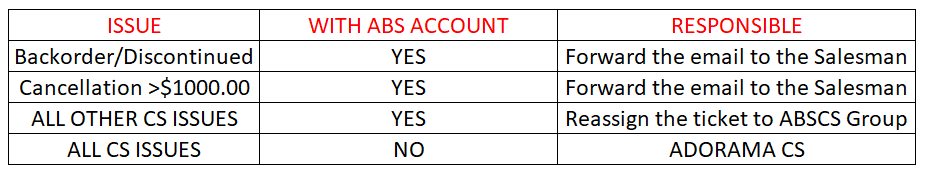 ISSUE WITH ABS ACCOUNT RESPONSIBLE
Backorder/Discontinued YES Forward the email to the Salesman
Cancellation >$1000.00 YES Forward the email to the Salesman
ALL OTHER CS ISSUES YES Reassign the ticket to ABSCS Group
ALL CS ISSUES NO ADORAMA CS